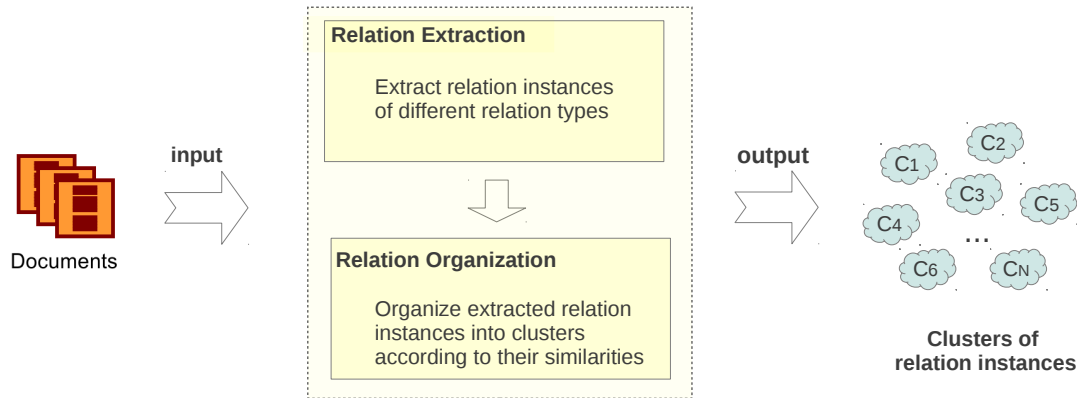 Relation Extraction
Extract relation instances
of different relation types
input
output
Documents
Relation Organization
Organize extracted relation
instances into clusters
according to their similarities
C1
C2
C3
C4
C5
...
C6
CN
Clusters of
relation instances